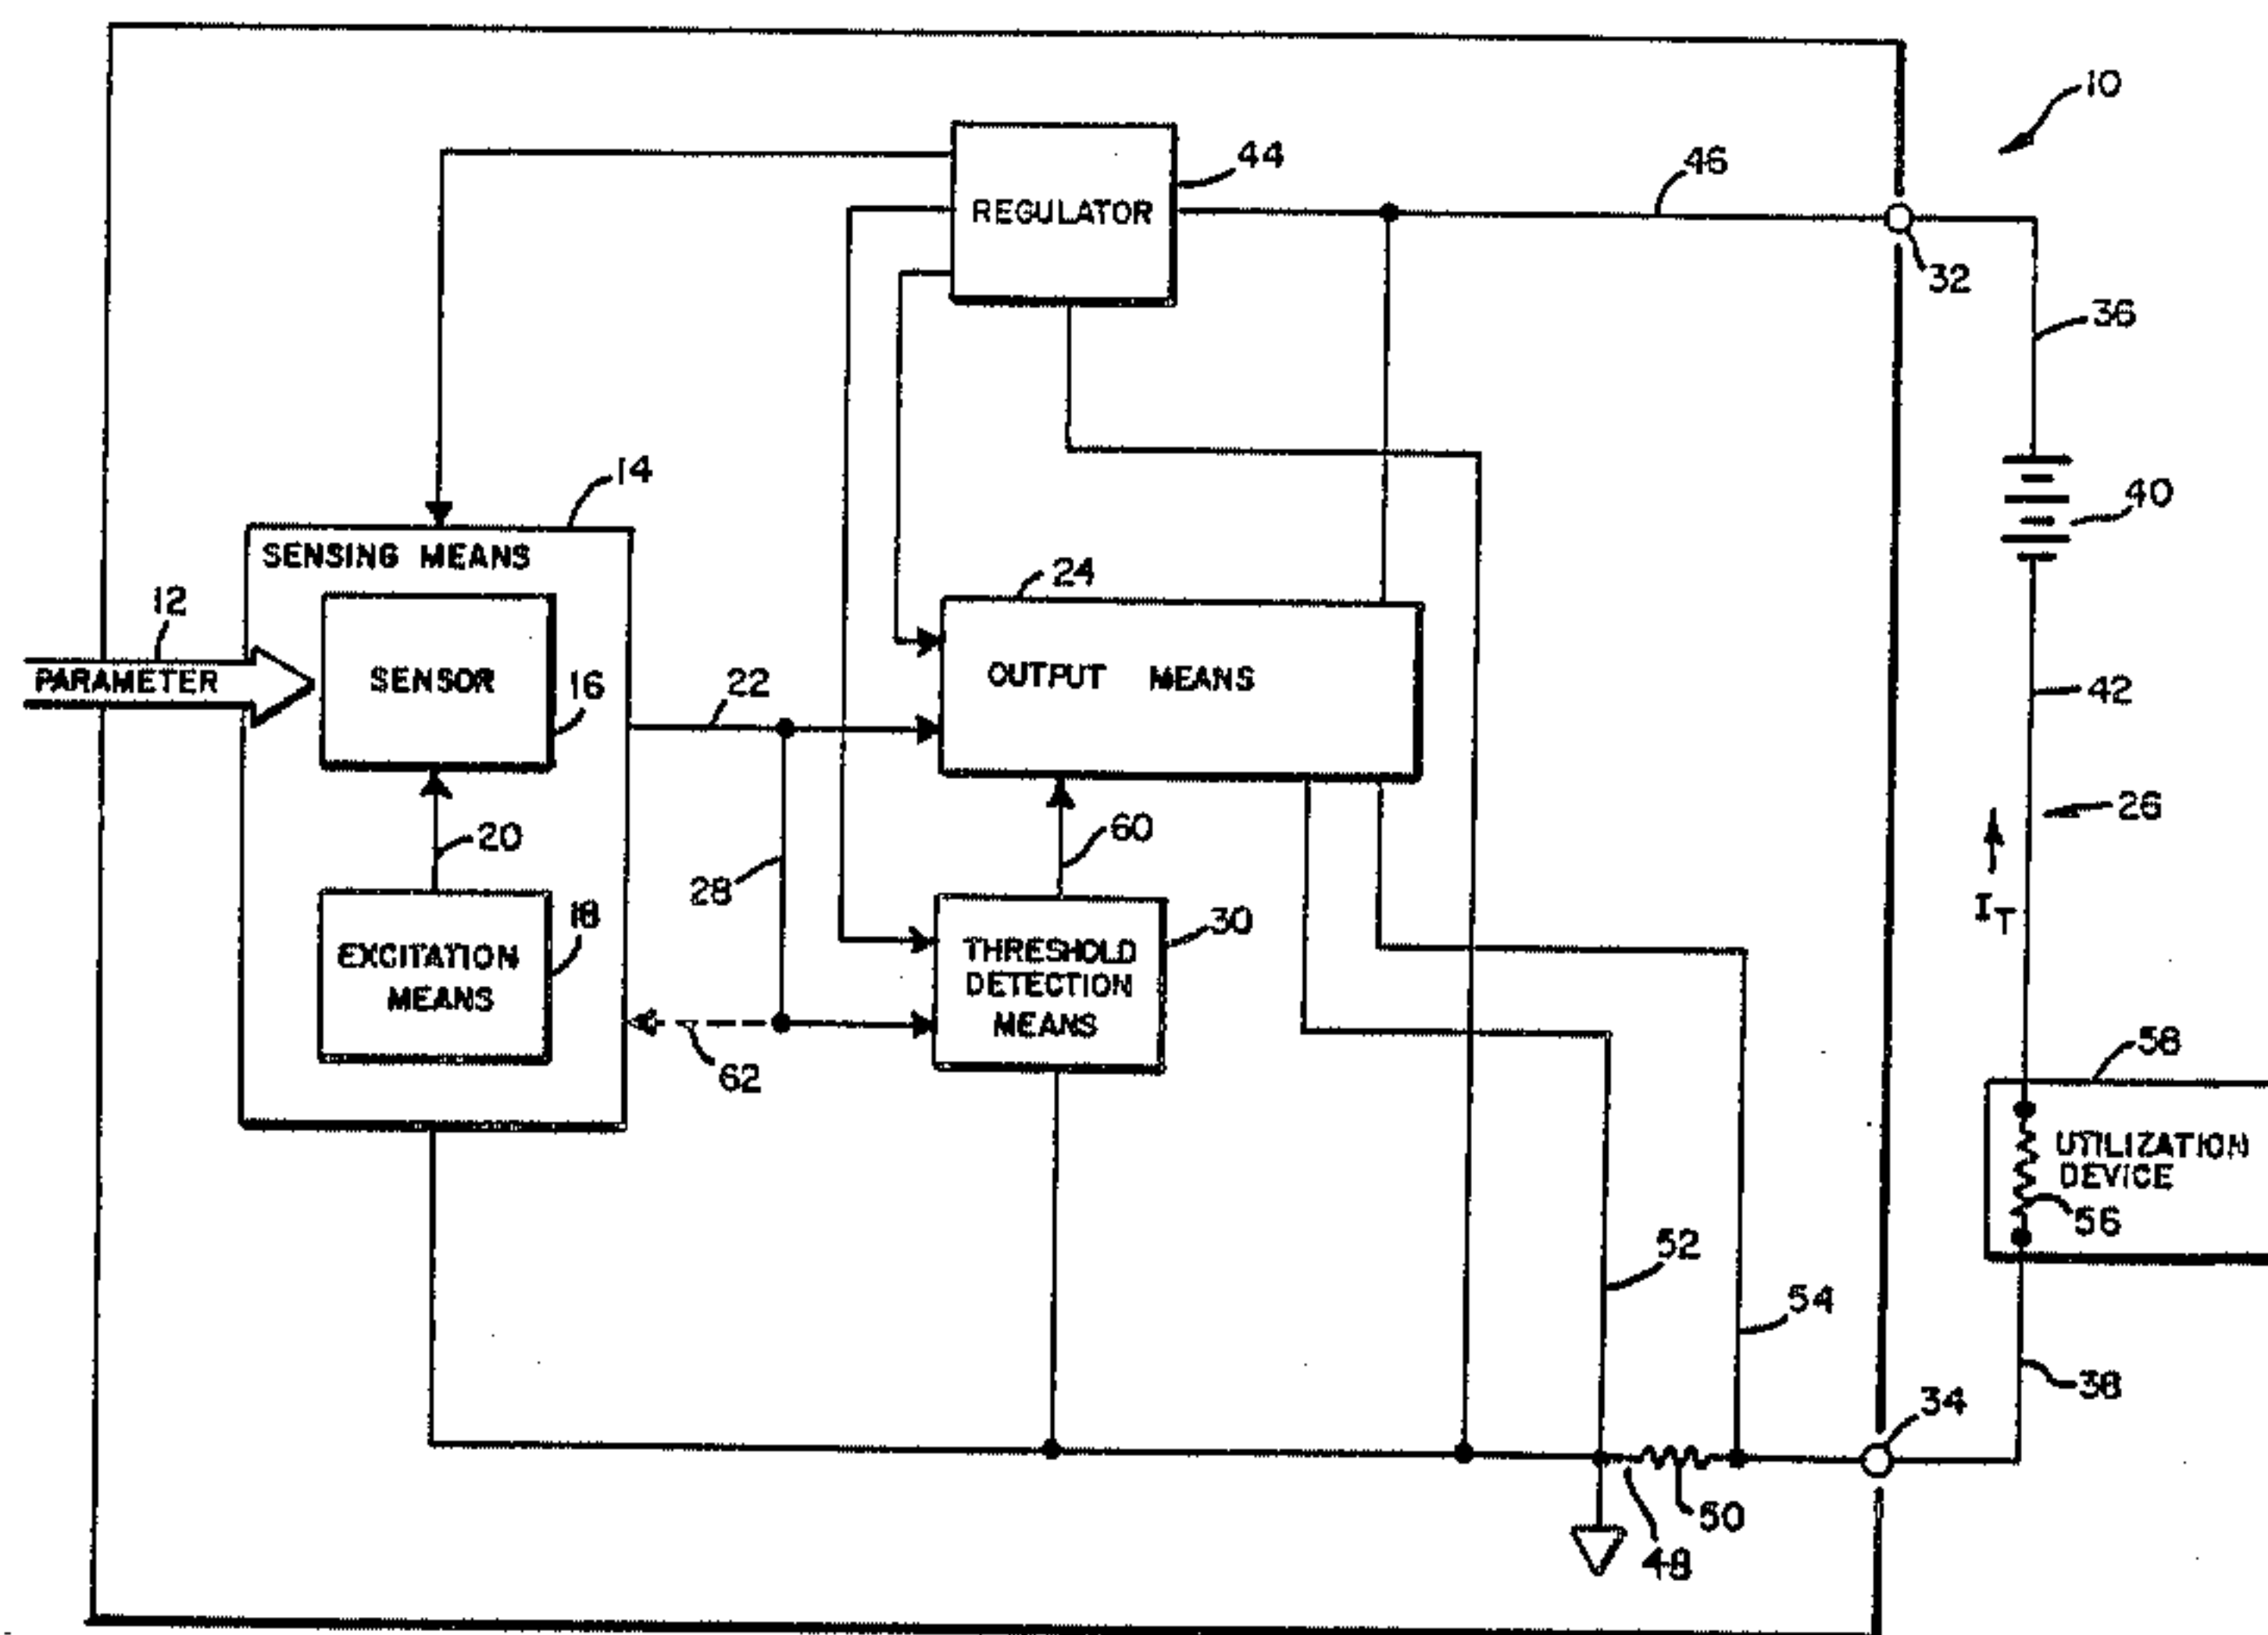 10
44
46
REGULATOR
32
36
14
40
SENSING MEANS
24
12
SENSOR
16
22
OUTPUT MEANS
42
PARAMETER
20
60
26
28
18
30
I_T
EXCITATION
MEANS
THRESHOLD
DETECTION
MEANS
62
58
UTILIZATION
DEVICE
56
52
54
38
34
50
48